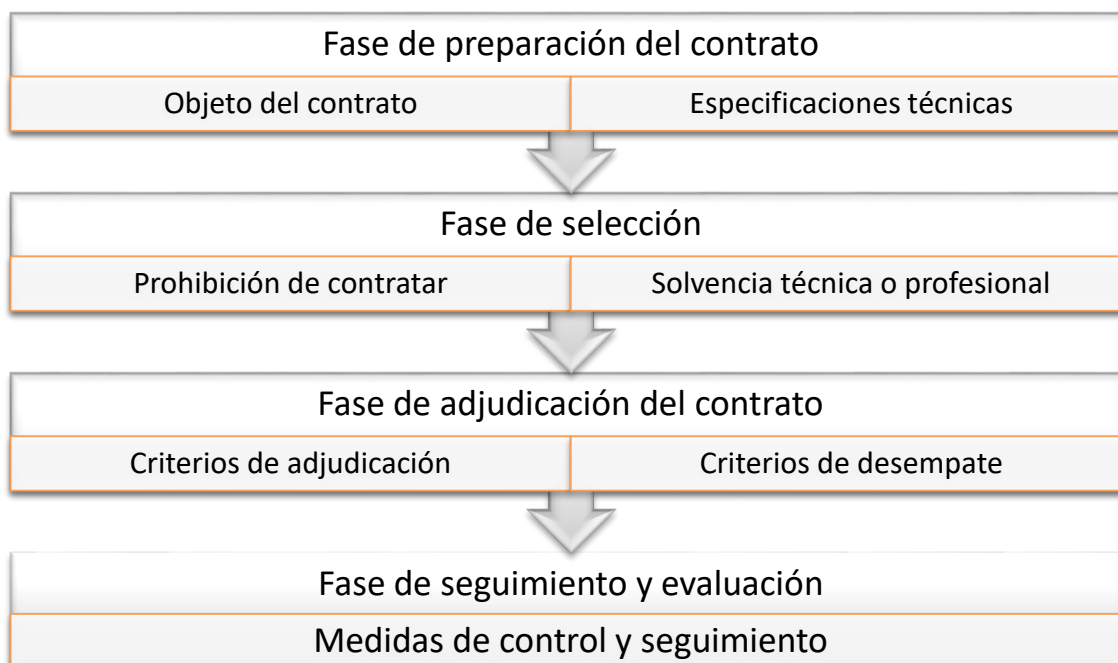 Fase de preparación del contrato
Objeto del contrato
Especificaciones técnicas
Fase de selección
Prohibición de contratar
Solvencia técnica o profesional
Fase de adjudicación del contrato
Criterios de adjudicación
Criterios de desempate
Fase de seguimiento y evaluación
Medidas de control y seguimiento